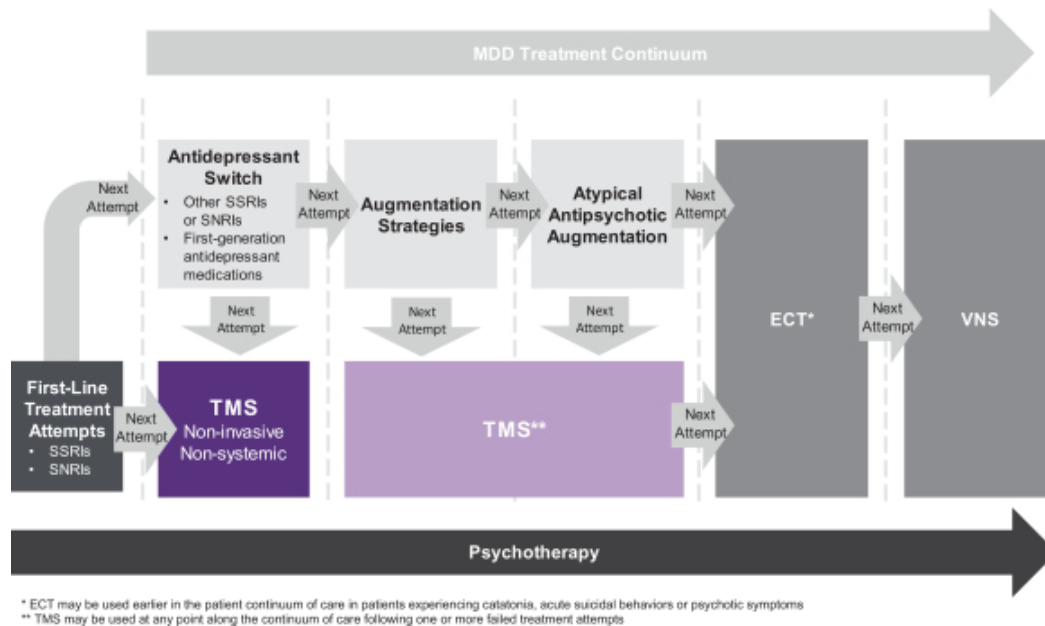 MDD Treatment Continuum
Next
Attempt
Antidepressant
Switch
• Other SSRIs
or SNRIs
• First-generation
antidepressant
medications
Next
Attempt
Augmentation
Strategies
Next
Attempt
Atypical
Antipsychotic
Augmentation
Next
Attempt
Next
Attempt
Next
Attempt
Next
Attempt
ECT*
Next
Attempt
VNS
First-Line
Treatment
Attempts
• SSRIs
• SNRIs
Next
Attempt
TMS
Non-invasive
Non-systemic
TMS**
Next
Attempt
Psychotherapy
* ECT may be used earlier in the patient continuum of care in patients experiencing catatonia, acute suicidal behaviors or psychotic symptoms
** TMS may be used at any point along the continuum of care following one or more failed treatment attempts